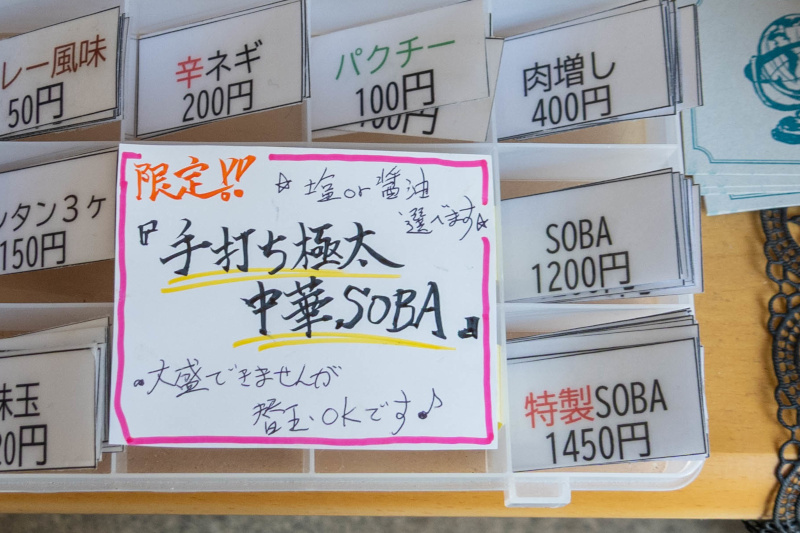 レー風味
50円
辛ネギ
200円
パクチー
100円
100円
肉増し
400円
ンタン3ヶ
150円
限定!!
☆塩or醤油
選べます☆
『手打ち極太
中華SOBA』
・大盛できませんが
替玉・OKです♪
SOBA
1200円
味玉
20円
特製SOBA
1450円